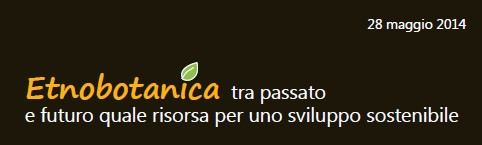 28 maggio 2014
Etnobotanica tra passato
e futuro quale risorsa per uno sviluppo sostenibile